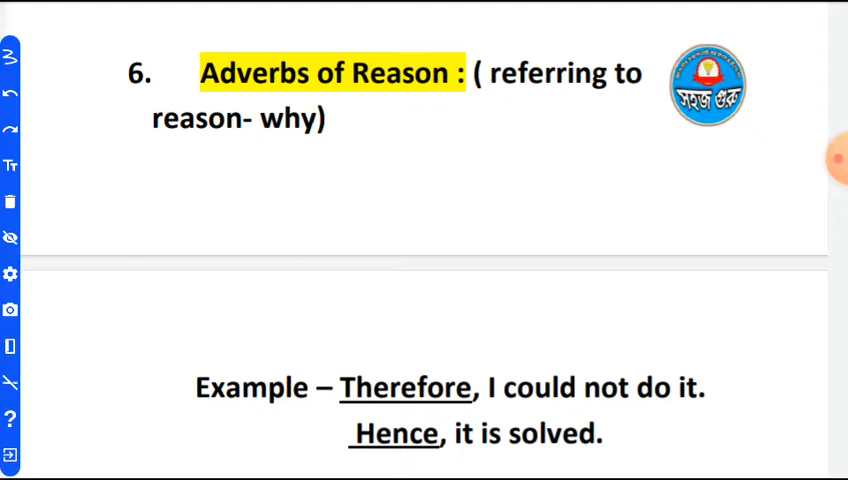 6. Adverbs of Reason : ( referring to
reason- why)
সহজ গুরু
Example – Therefore, I could not do it.
Hence, it is solved.